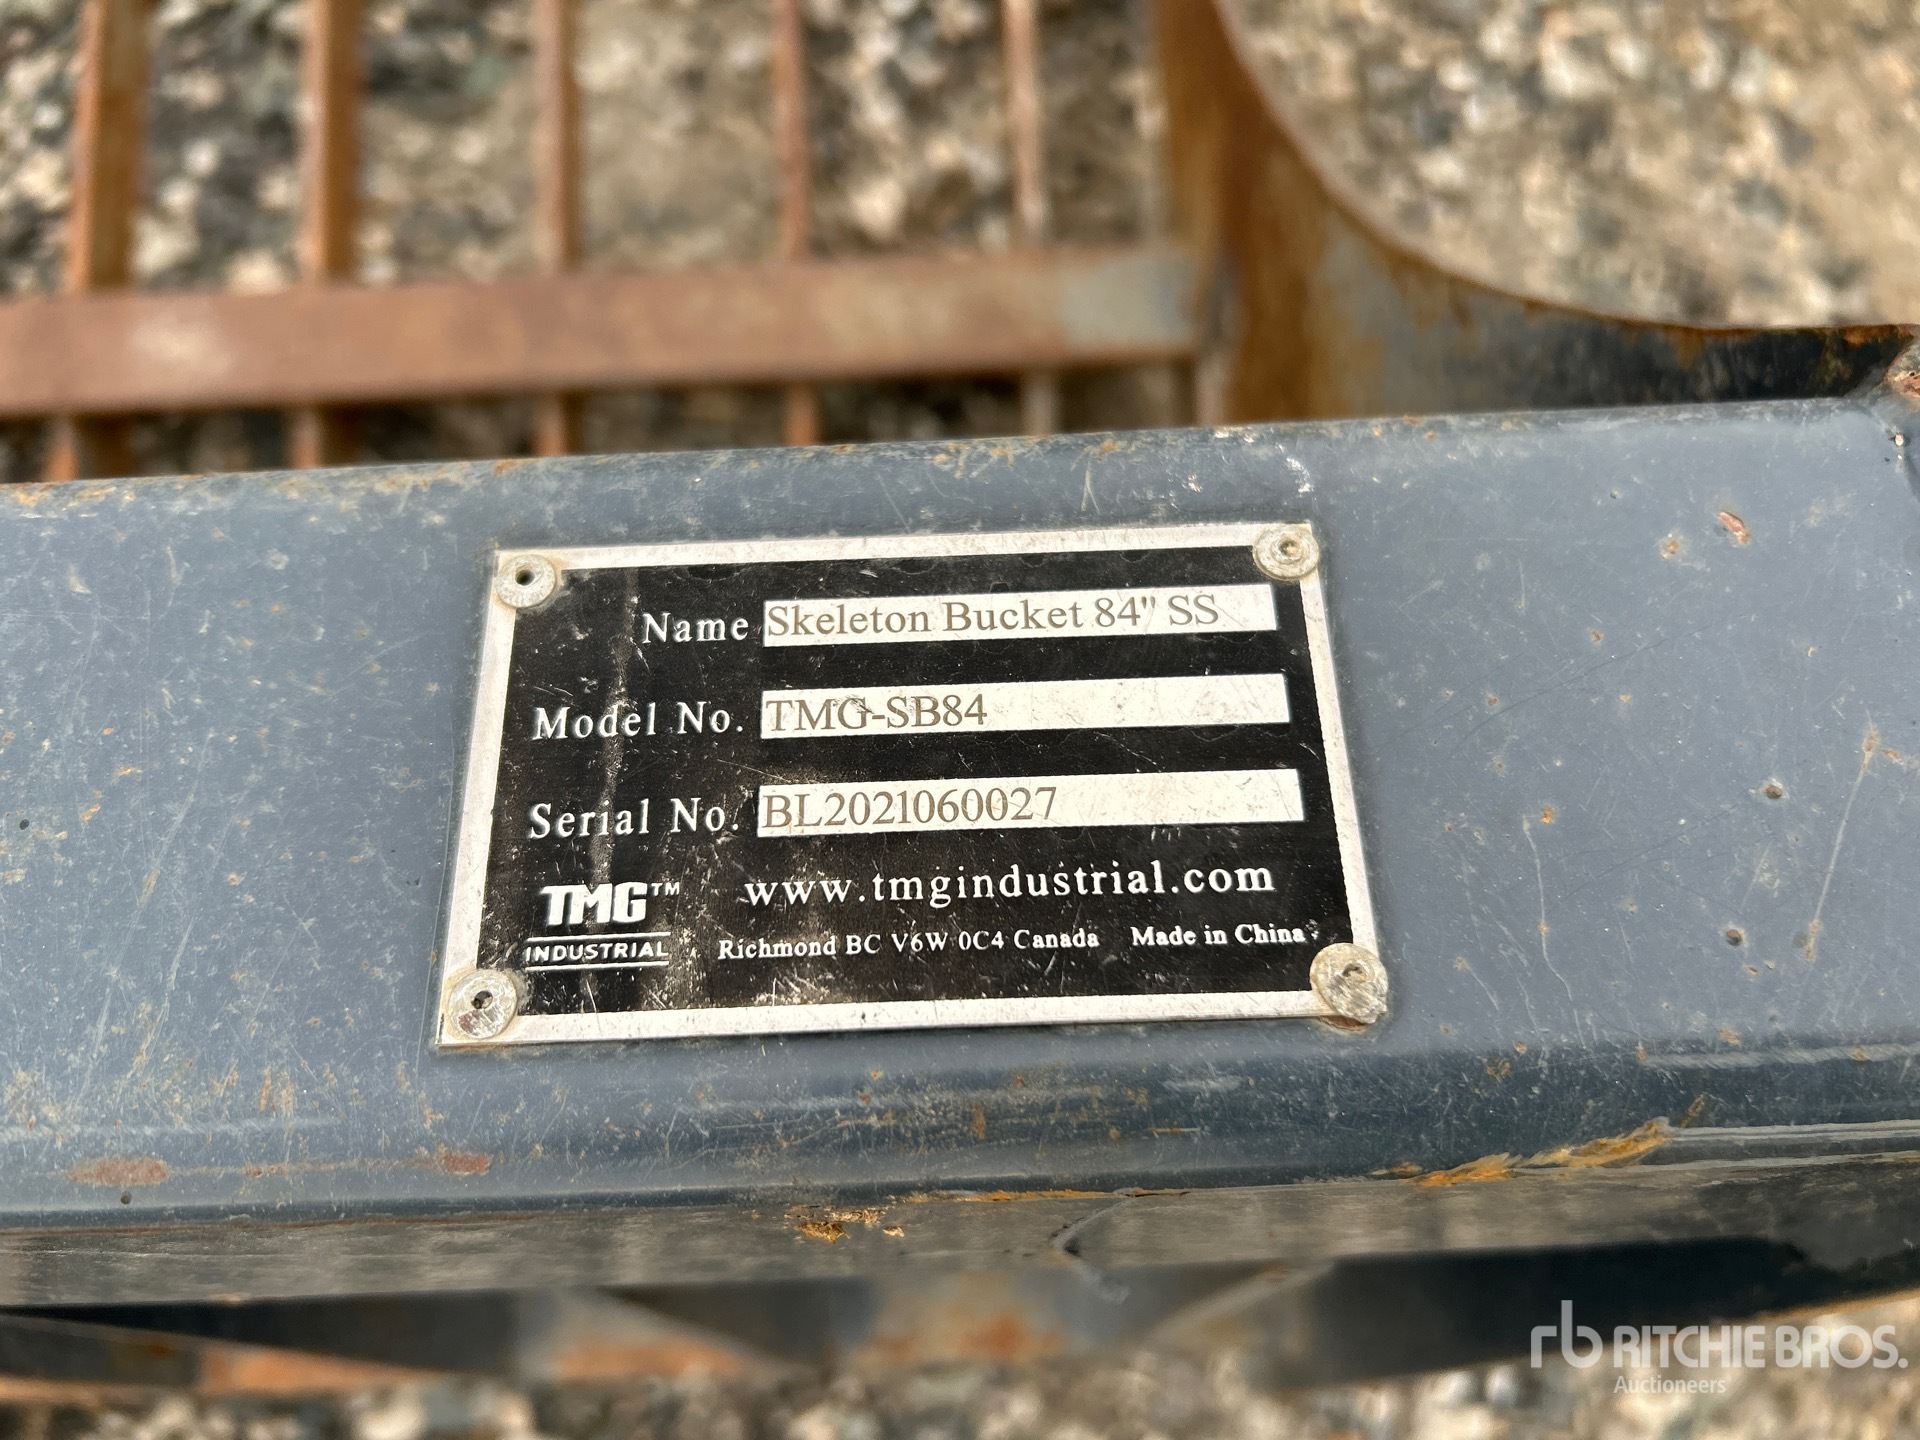 Name Skeleton Bucket 84" SS
Model No. TMG-SB84
Serial No. BL2021060027
TMG™ www.tmgindustrial.com
INDUSTRIAL Richmond BC V6W 0C4 Canada Made in China
rb RITCHIE BROS.
Auctioneers